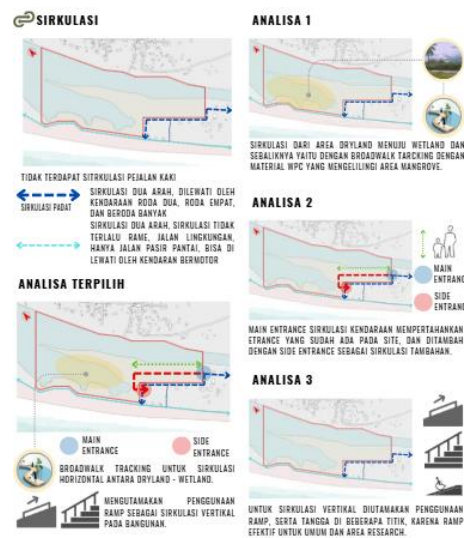 SIRKULASI
TIDAK TERDAPAT SITRKULASI PEJALAN KAKI
SIRKULASI PADAT
SIRKULASI DUA ARAH, DILEWATI OLEH
KENDARAAN RODA DUA, RODA EMPAT,
DAN BERODA BANYAK
SIRKULASI DUA ARAH, SIRKULASI TIDAK
TERLALU RAME, JALAN LINGKUNGAN,
HANYA JALAN PASIR PANTAI, BISA DI
LEWATI OLEH KENDARAN BERMOTOR
ANALISA TERPILIH
MAIN
ENTRANCE
SIDE
ENTRANCE
BROADWALK TRACKING UNTUK SIRKULASI
HORIZONTAL ANTARA DRYLAND - WETLAND.
MENGUTAMAKAN PENGGUNAAN
RAMP SEBAGAI SIRKULASI VERTIKAL
PADA BANGUNAN.
ANALISA 1
SIRKULASI DARI AREA DRYLAND MENUJU WETLAND DAN
SEBALIKNYA YAITU DENGAN BROADWALK TARCKING DENGAN
MATERIAL WPC YANG MENGELILINGI AREA MANGROVE.
ANALISA 2
MAIN
ENTRANC
SIDE
ENTRANC
MAIN ENTRANCE SIRKULASI KENDARAAN MEMPERTAHANKAN
ETRANCE YANG SUDAH ADA PADA SITE, DAN DITAMBAH
DENGAN SIDE ENTRANCE SEBAGAI SIRKULASI TAMBAHAN.
ANALISA 3
UNTUK SIRKULASI VERTIKAL DIUTAMAKAN PENGGUNAAN
RAMP, SERTA TANGGA DI BEBERAPA TITIK, KARENA RAMP
EFEKTIF UNTUK UMUM DAN AREA RESEARCH.